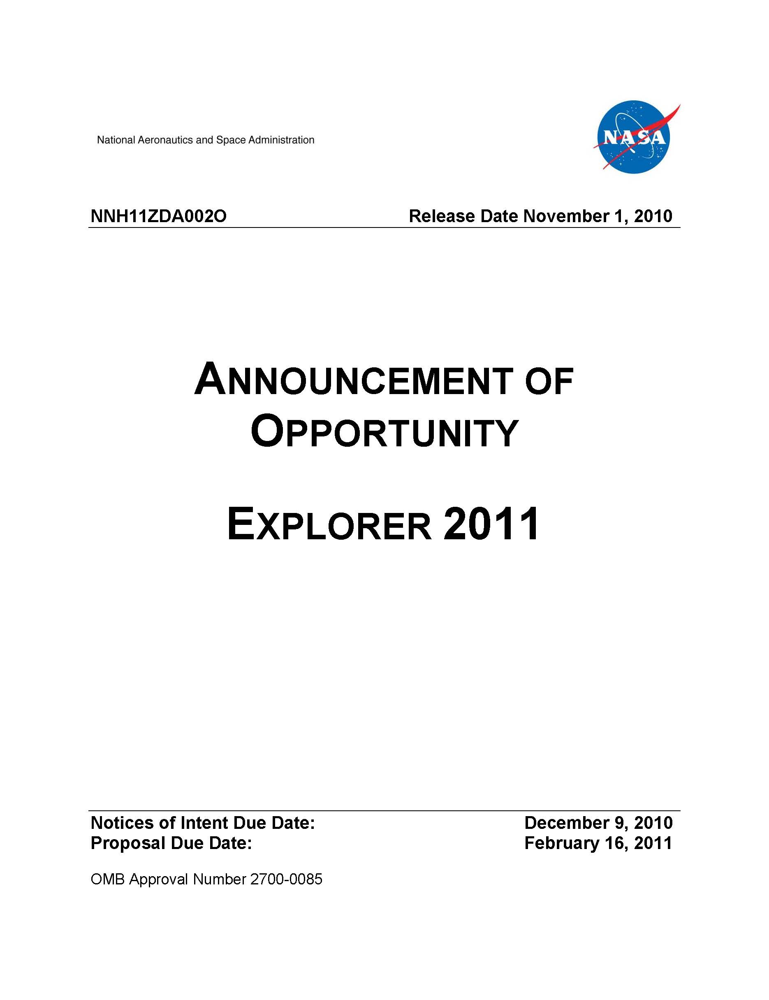 National Aeronautics and Space Administration
NASA
NNH11ZDA002O Release Date November 1, 2010
ANNOUNCEMENT OF
OPPORTUNITY
EXPLORER 2011
Notices of Intent Due Date: December 9, 2010
Proposal Due Date: February 16, 2011
OMB Approval Number 2700-0085